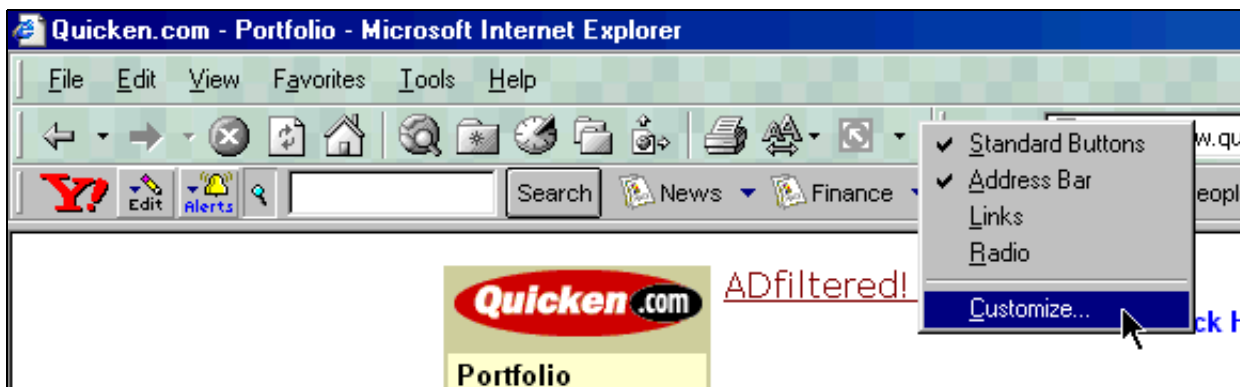 Quicken.com - Portfolio - Microsoft Internet Explorer
File Edit View Favorites Tools Help
Y! Edit Alerts Search News Finance
Standard Buttons
Address Bar
Links
Radio
Customize...
Quicken.com
ADfiltered!
Portfolio